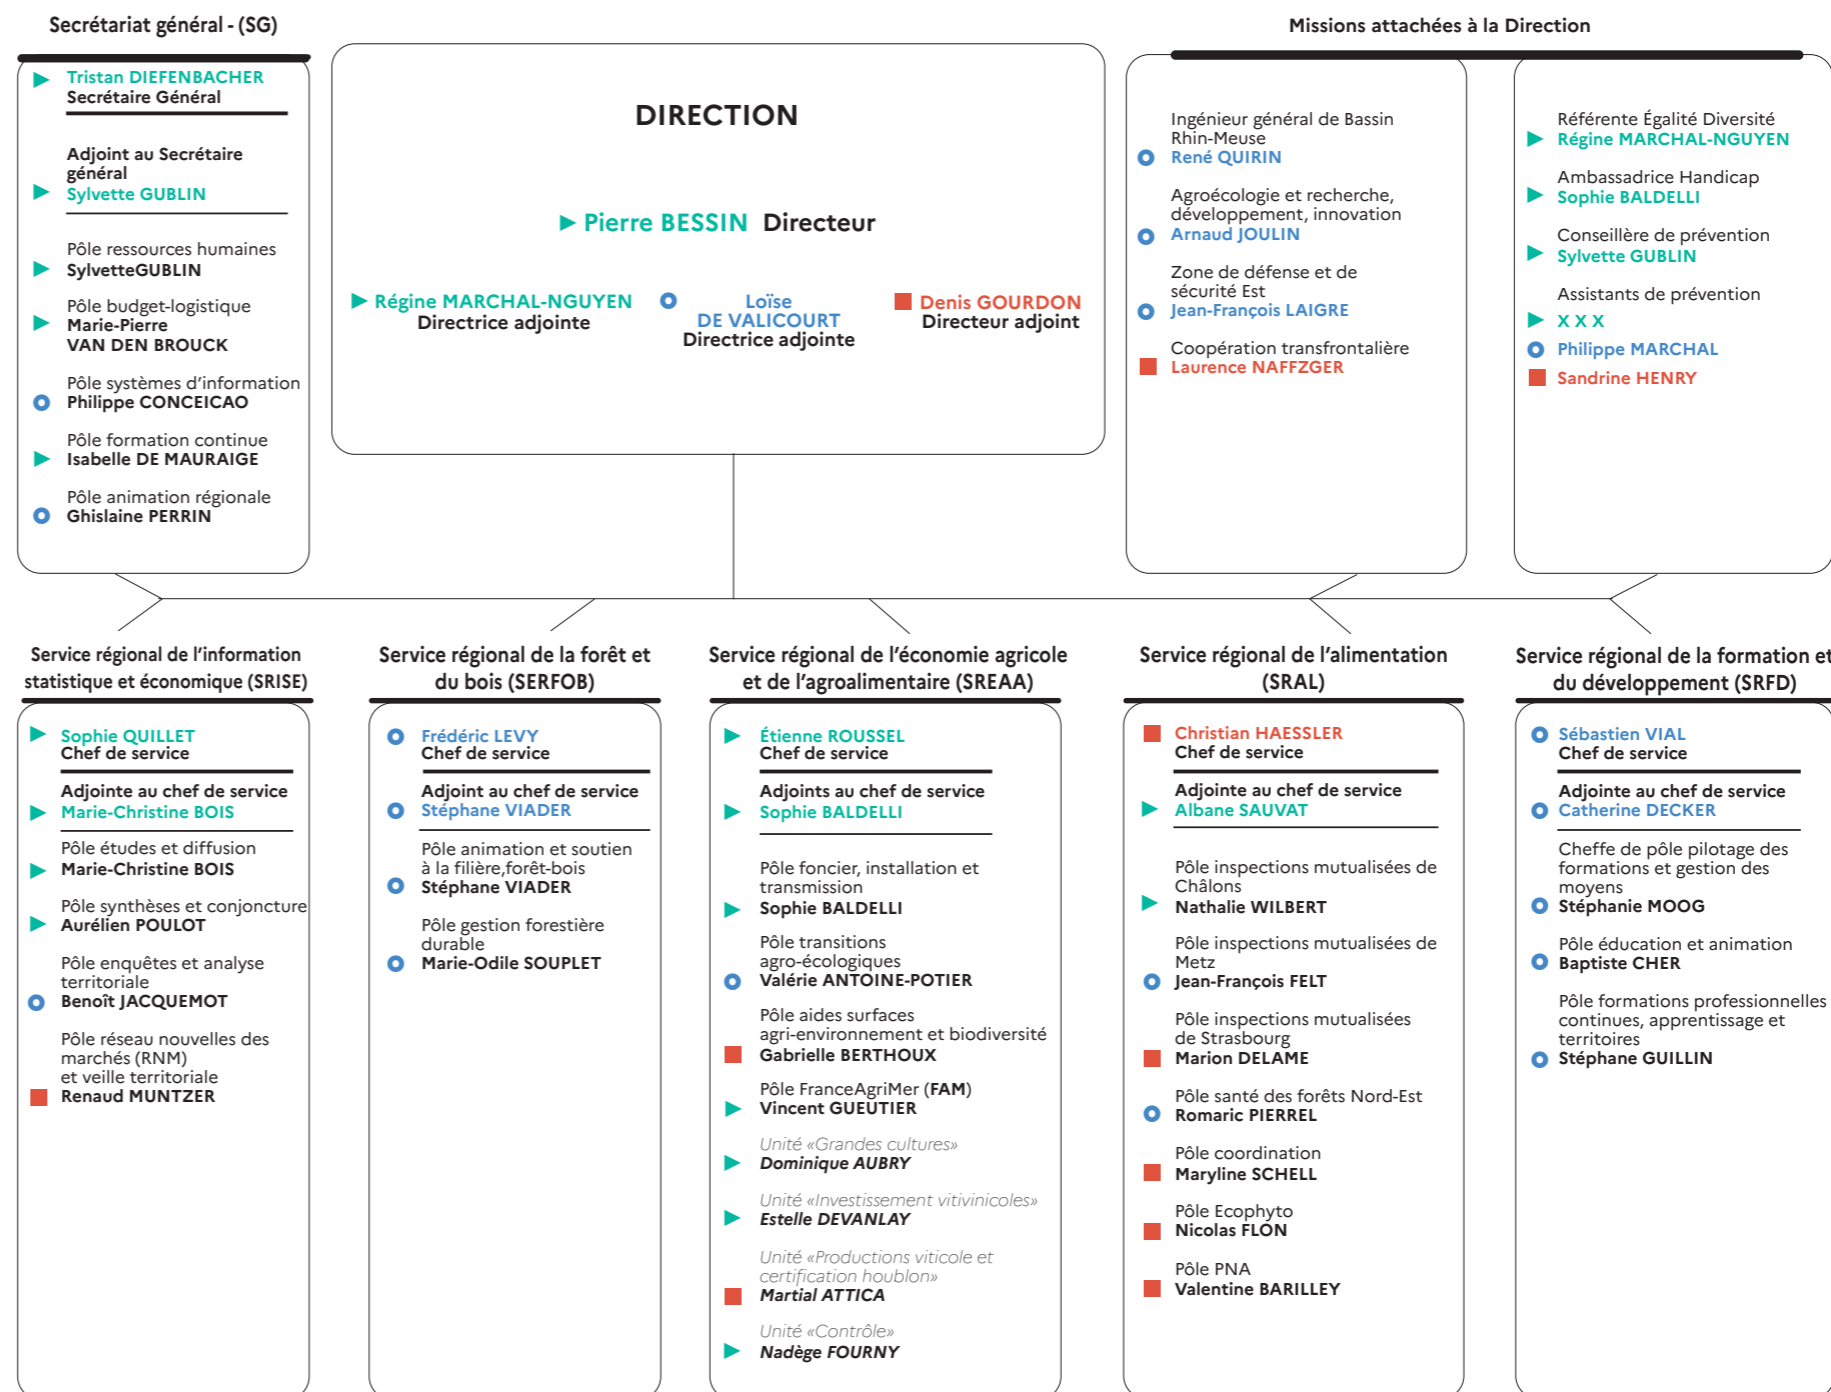 Secrétariat général - (SG)
Tristan DIEFENBACHER
Secrétaire Général
Adjoint au Secrétaire
général
Sylvette GUBLIN
Pôle ressources humaines
SylvetteGUBLIN
Pôle budget-logistique
Marie-Pierre
VAN DEN BROUCK
Pôle systèmes d'information
Philippe CONCEICAO
Pôle formation continue
Isabelle DE MAURAIGE
Pôle animation régionale
Ghislaine PERRIN
DIRECTION
Pierre BESSIN Directeur
Régine MARCHAL-NGUYEN
Directrice adjointe
Loïse
DE VALICOURT
Directrice adjointe
Denis GOURDON
Directeur adjoint
Missions attachées à la Direction
Ingénieur général de Bassin
Rhin-Meuse
René QUIRIN
Agroécologie et recherche,
développement, innovation
Arnaud JOULIN
Zone de défense et de
sécurité Est
Jean-François LAIGRE
Coopération transfrontalière
Laurence NAFFZGER
Référente Égalité Diversité
Régine MARCHAL-NGUYEN
Ambassadrice Handicap
Sophie BALDELLI
Conseillère de prévention
Sylvette GUBLIN
Assistants de prévention
X X X
Philippe MARCHAL
Sandrine HENRY
Service régional de l'information
statistique et économique (SRISE)
Sophie QUILLET
Chef de service
Adjointe au chef de service
Marie-Christine BOIS
Pôle études et diffusion
Marie-Christine BOIS
Pôle synthèses et conjoncture
Aurélien POULOT
Pôle enquêtes et analyse
territoriale
Benoît JACQUEMOT
Pôle réseau nouvelles des
marchés (RNM)
et veille territoriale
Renaud MUNTZER
Service régional de la forêt et
du bois (SERFOB)
Frédéric LEVY
Chef de service
Adjoint au chef de service
Stéphane VIADER
Pôle animation et soutien
à la filière,forêt-bois
Stéphane VIADER
Pôle gestion forestière
durable
Marie-Odile SOUPLET
Service régional de l'économie agricole
et de l'agroalimentaire (SREAA)
Étienne ROUSSEL
Chef de service
Adjoints au chef de service
Sophie BALDELLI
Pôle foncier, installation et
transmission
Sophie BALDELLI
Pôle transitions
agro-écologiques
Valérie ANTOINE-POTIER
Pôle aides surfaces
agri-environnement et biodiversité
Gabrielle BERTHOUX
Pôle FranceAgriMer (FAM)
Vincent GUEUTIER
Unité «Grandes cultures»
Dominique AUBRY
Unité «Investissement vitivinicoles»
Estelle DEVANLAY
Unité «Productions viticole et
certification houblon»
Martial ATTICA
Unité «Contrôle»
Nadège FOURNY
Service régional de l'alimentation
(SRAL)
Christian HAESSLER
Chef de service
Adjointe au chef de service
Albane SAUVAT
Pôle inspections mutualisées de
Châlons
Nathalie WILBERT
Pôle inspections mutualisées de
Metz
Jean-François FELT
Pôle inspections mutualisées
de Strasbourg
Marion DELAME
Pôle santé des forêts Nord-Est
Romaric PIERREL
Pôle coordination
Maryline SCHELL
Pôle Ecophyto
Nicolas FLON
Pôle PNA
Valentine BARILLEY
Service régional de la formation et
du développement (SRFD)
Sébastien VIAL
Chef de service
Adjointe au chef de service
Catherine DECKER
Cheffe de pôle pilotage des
formations et gestion des
moyens
Stéphanie MOOG
Pôle éducation et animation
Baptiste CHER
Pôle formations professionnelles
continues, apprentissage et
territoires
Stéphane GUILLIN